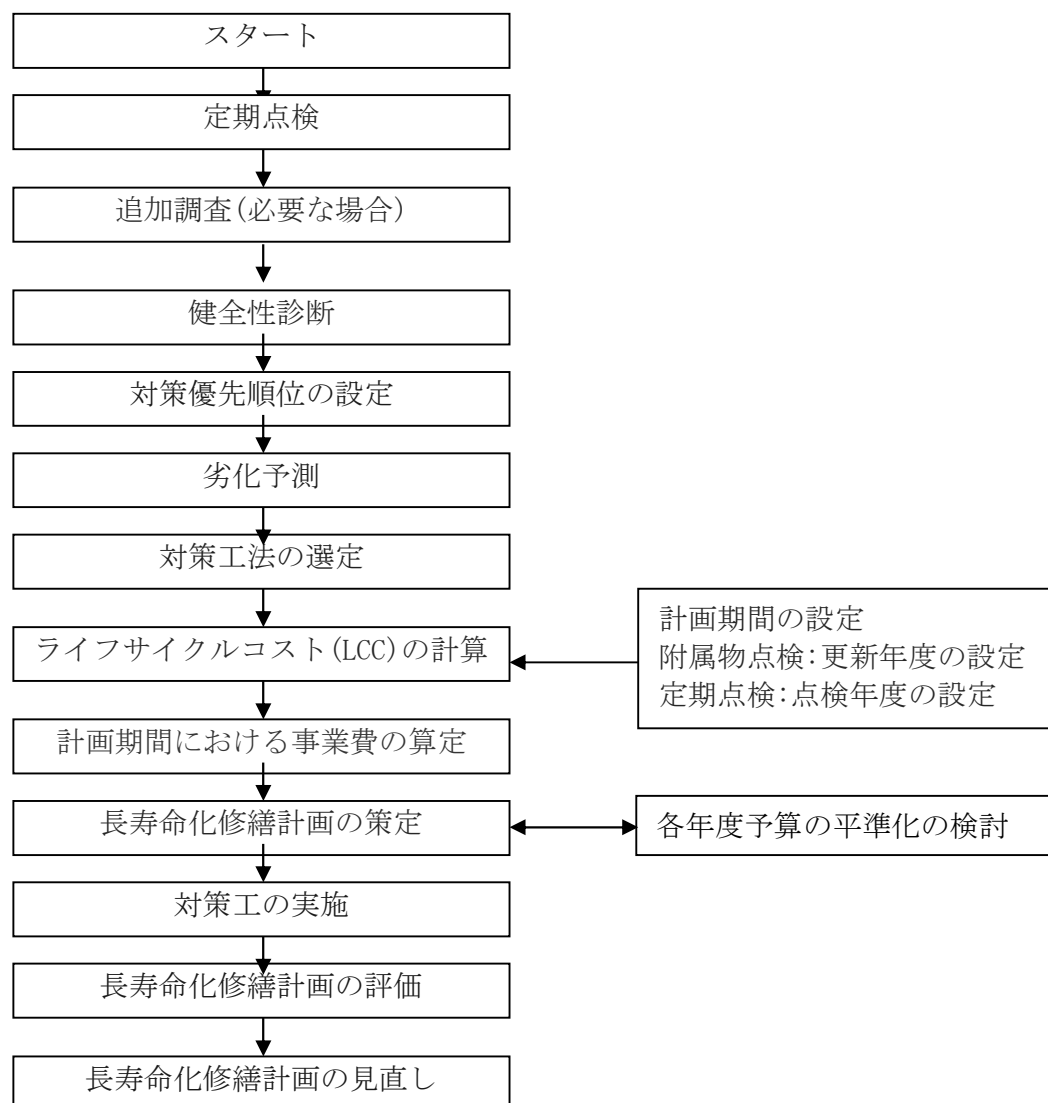 スタート
定期点検
追加調査(必要な場合)
健全性診断
対策優先順位の設定
劣化予測
対策工法の選定
ライフサイクルコスト(LCC)の計算
計画期間の設定
附属物点検:更新年度の設定
定期点検:点検年度の設定
計画期間における事業費の算定
長寿命化修繕計画の策定
各年度予算の平準化の検討
対策工の実施
長寿命化修繕計画の評価
長寿命化修繕計画の見直し